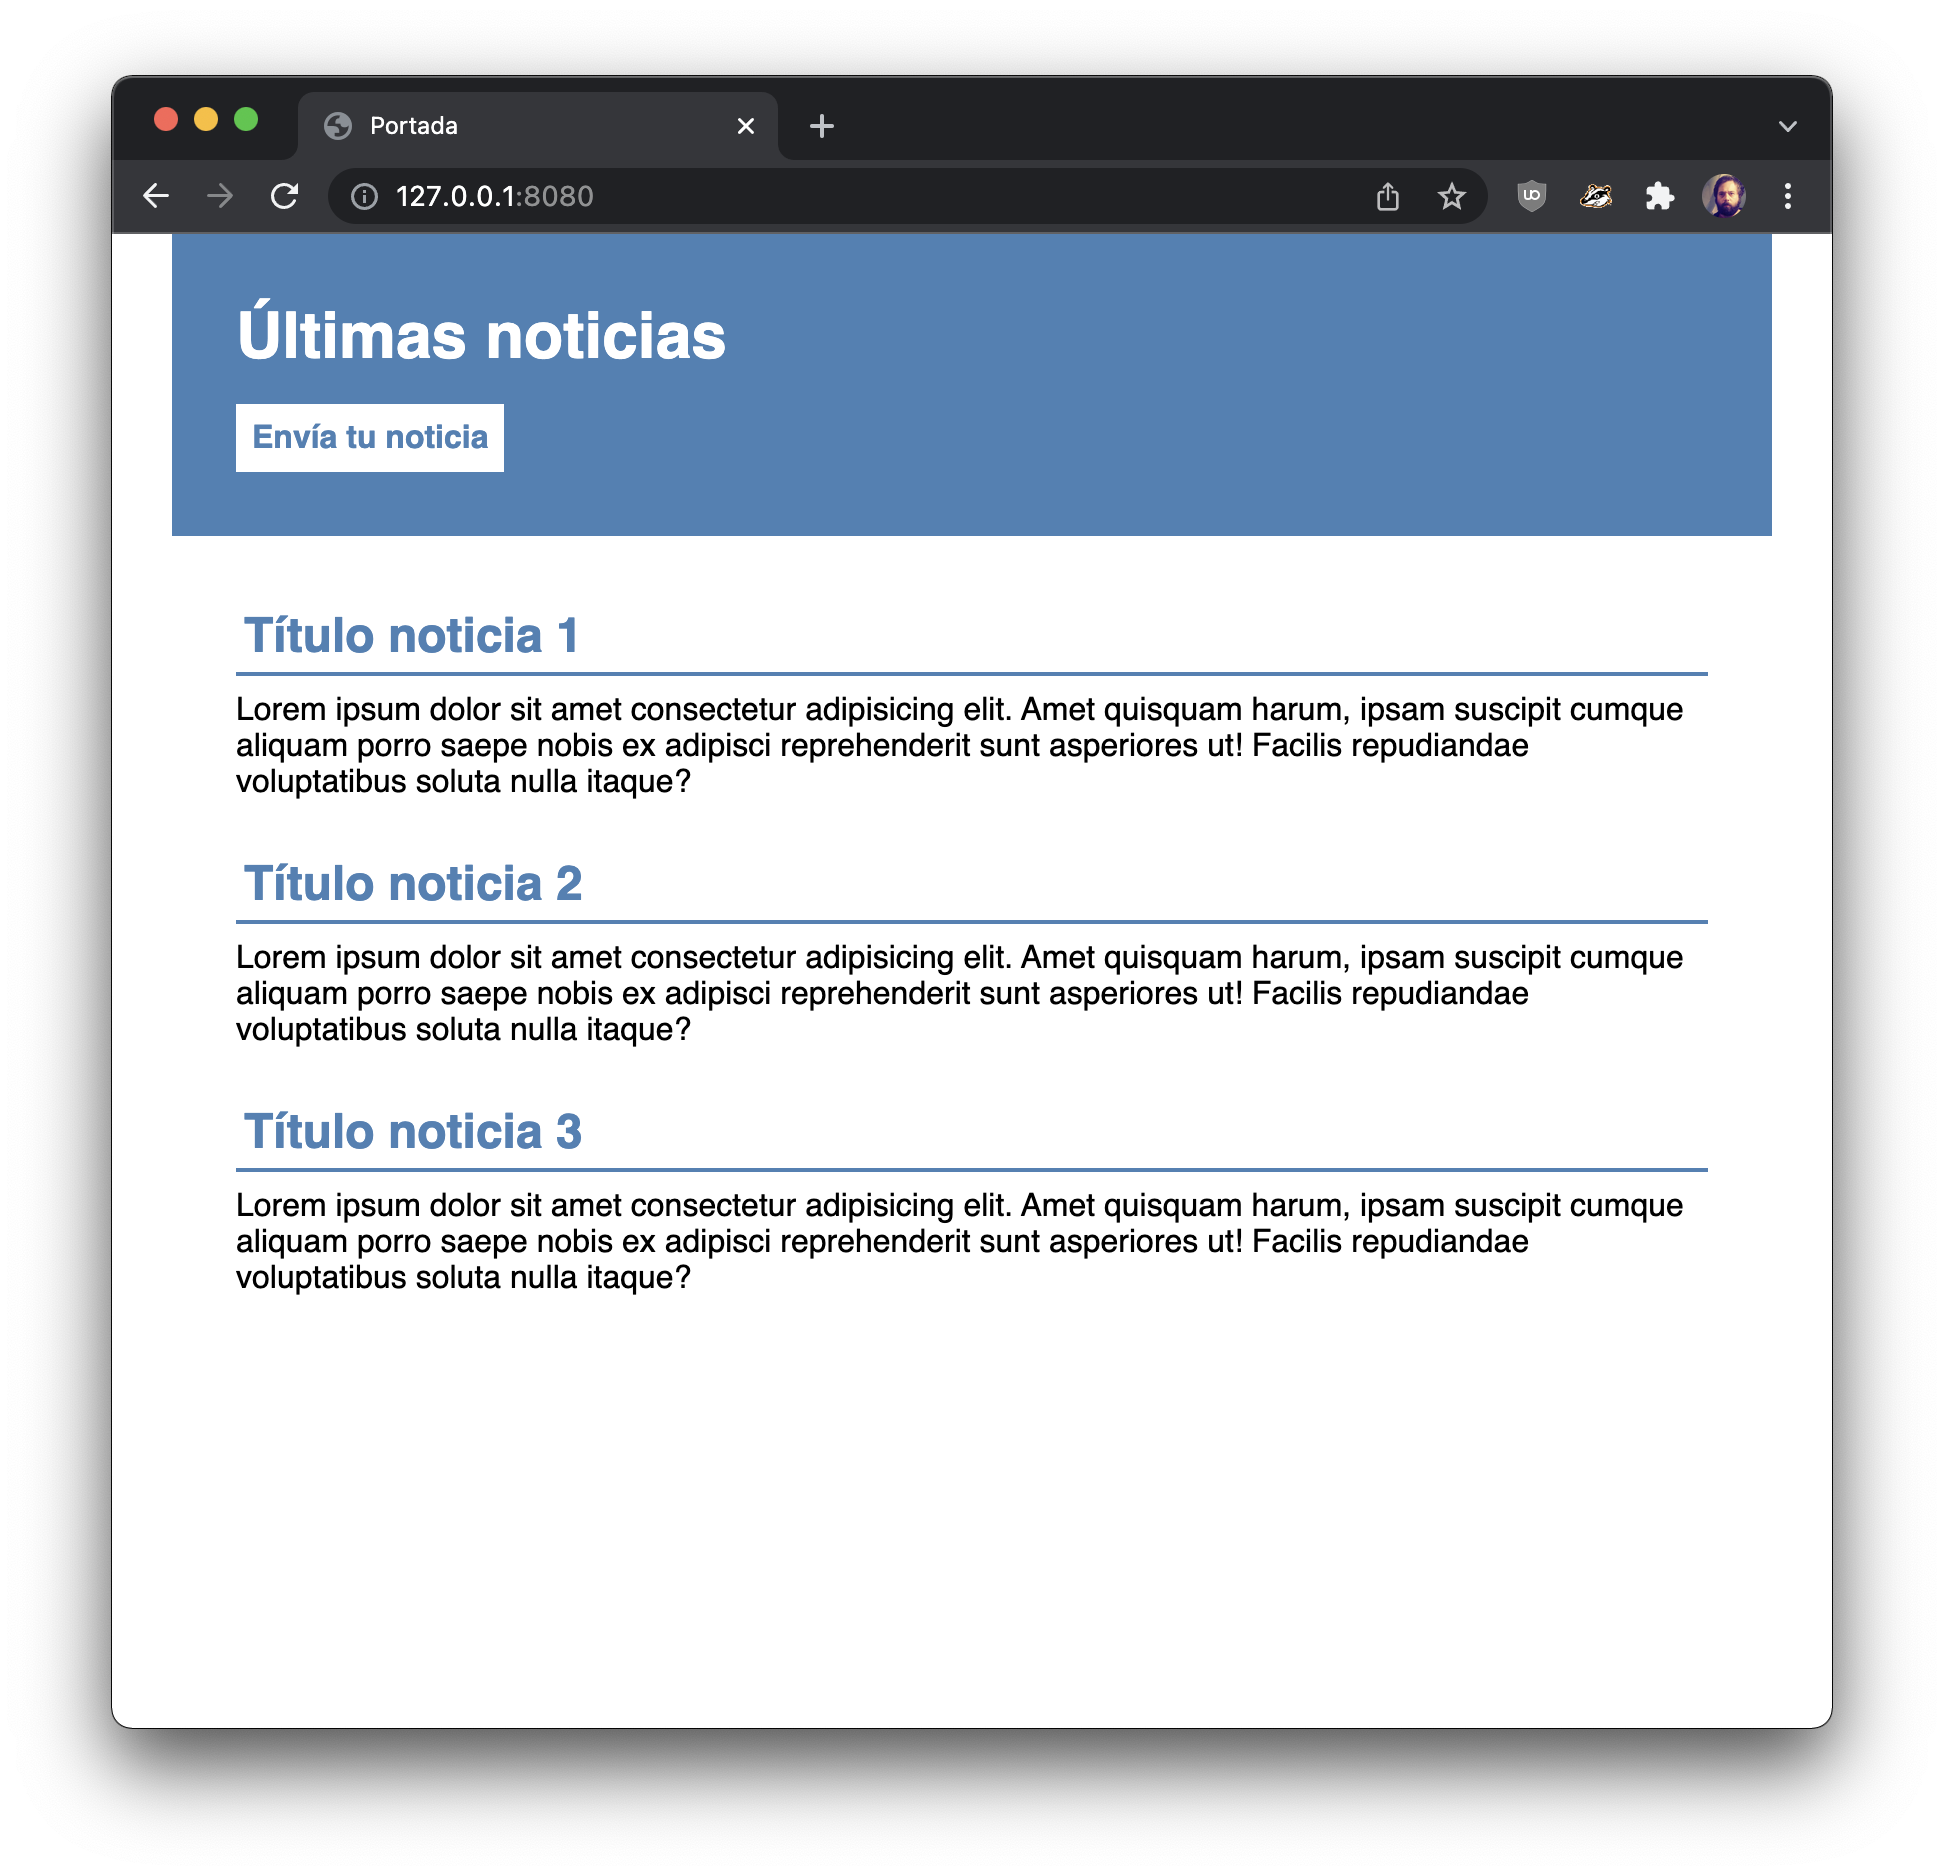 Portada
127.0.0.1:8080
Últimas noticias
Envía tu noticia
Título noticia 1
Lorem ipsum dolor sit amet consectetur adipisicing elit. Amet quisquam harum, ipsam suscipit cumque
aliquam porro saepe nobis ex adipisci reprehenderit sunt asperiores ut! Facilis repudiandae
voluptatibus soluta nulla itaque?
Título noticia 2
Lorem ipsum dolor sit amet consectetur adipisicing elit. Amet quisquam harum, ipsam suscipit cumque
aliquam porro saepe nobis ex adipisci reprehenderit sunt asperiores ut! Facilis repudiandae
voluptatibus soluta nulla itaque?
Título noticia 3
Lorem ipsum dolor sit amet consectetur adipisicing elit. Amet quisquam harum, ipsam suscipit cumque
aliquam porro saepe nobis ex adipisci reprehenderit sunt asperiores ut! Facilis repudiandae
voluptatibus soluta nulla itaque?